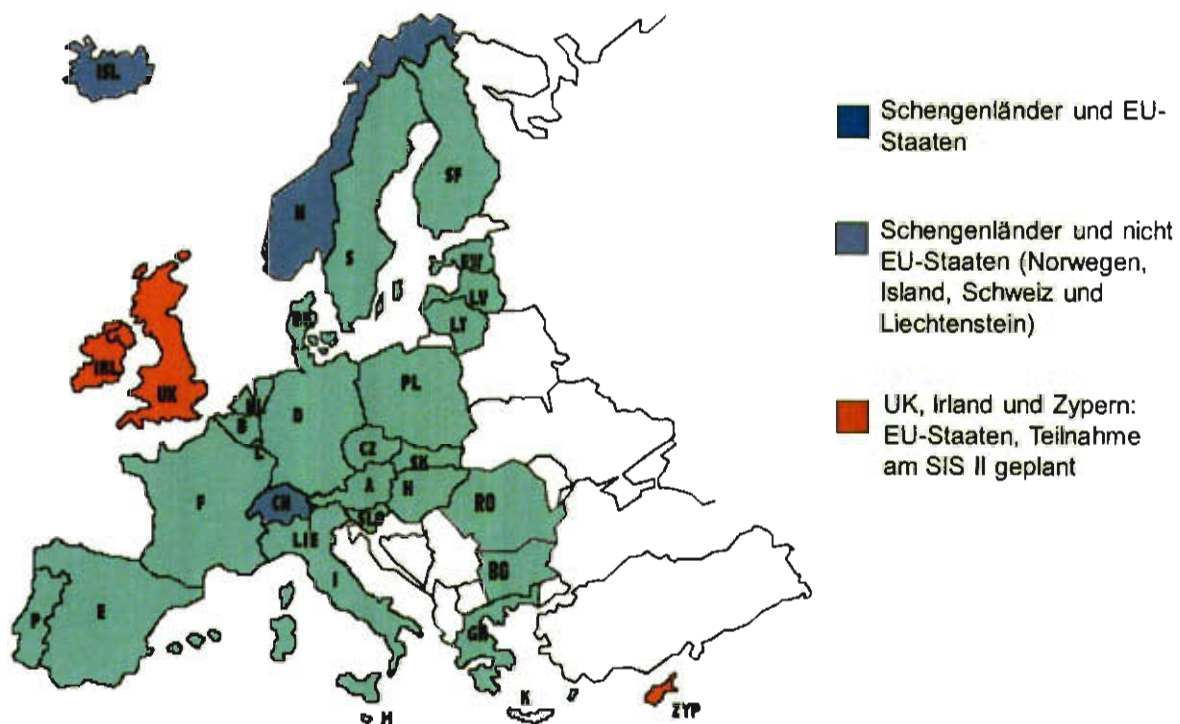 ISL
N
SF
S
EW
LV
LT
IRL
UK
PL
NL
D
B
L
CZ
SK
F
A
H
CH
SLO
RO
LIE
BG
I
P
E
GR
K
M
ZYP
Schengenländer und EU-
Staaten
Schengenländer und nicht
EU-Staaten (Norwegen,
Island, Schweiz und
Liechtenstein)
UK, Irland und Zypern:
EU-Staaten, Teilnahme
am SIS II geplant